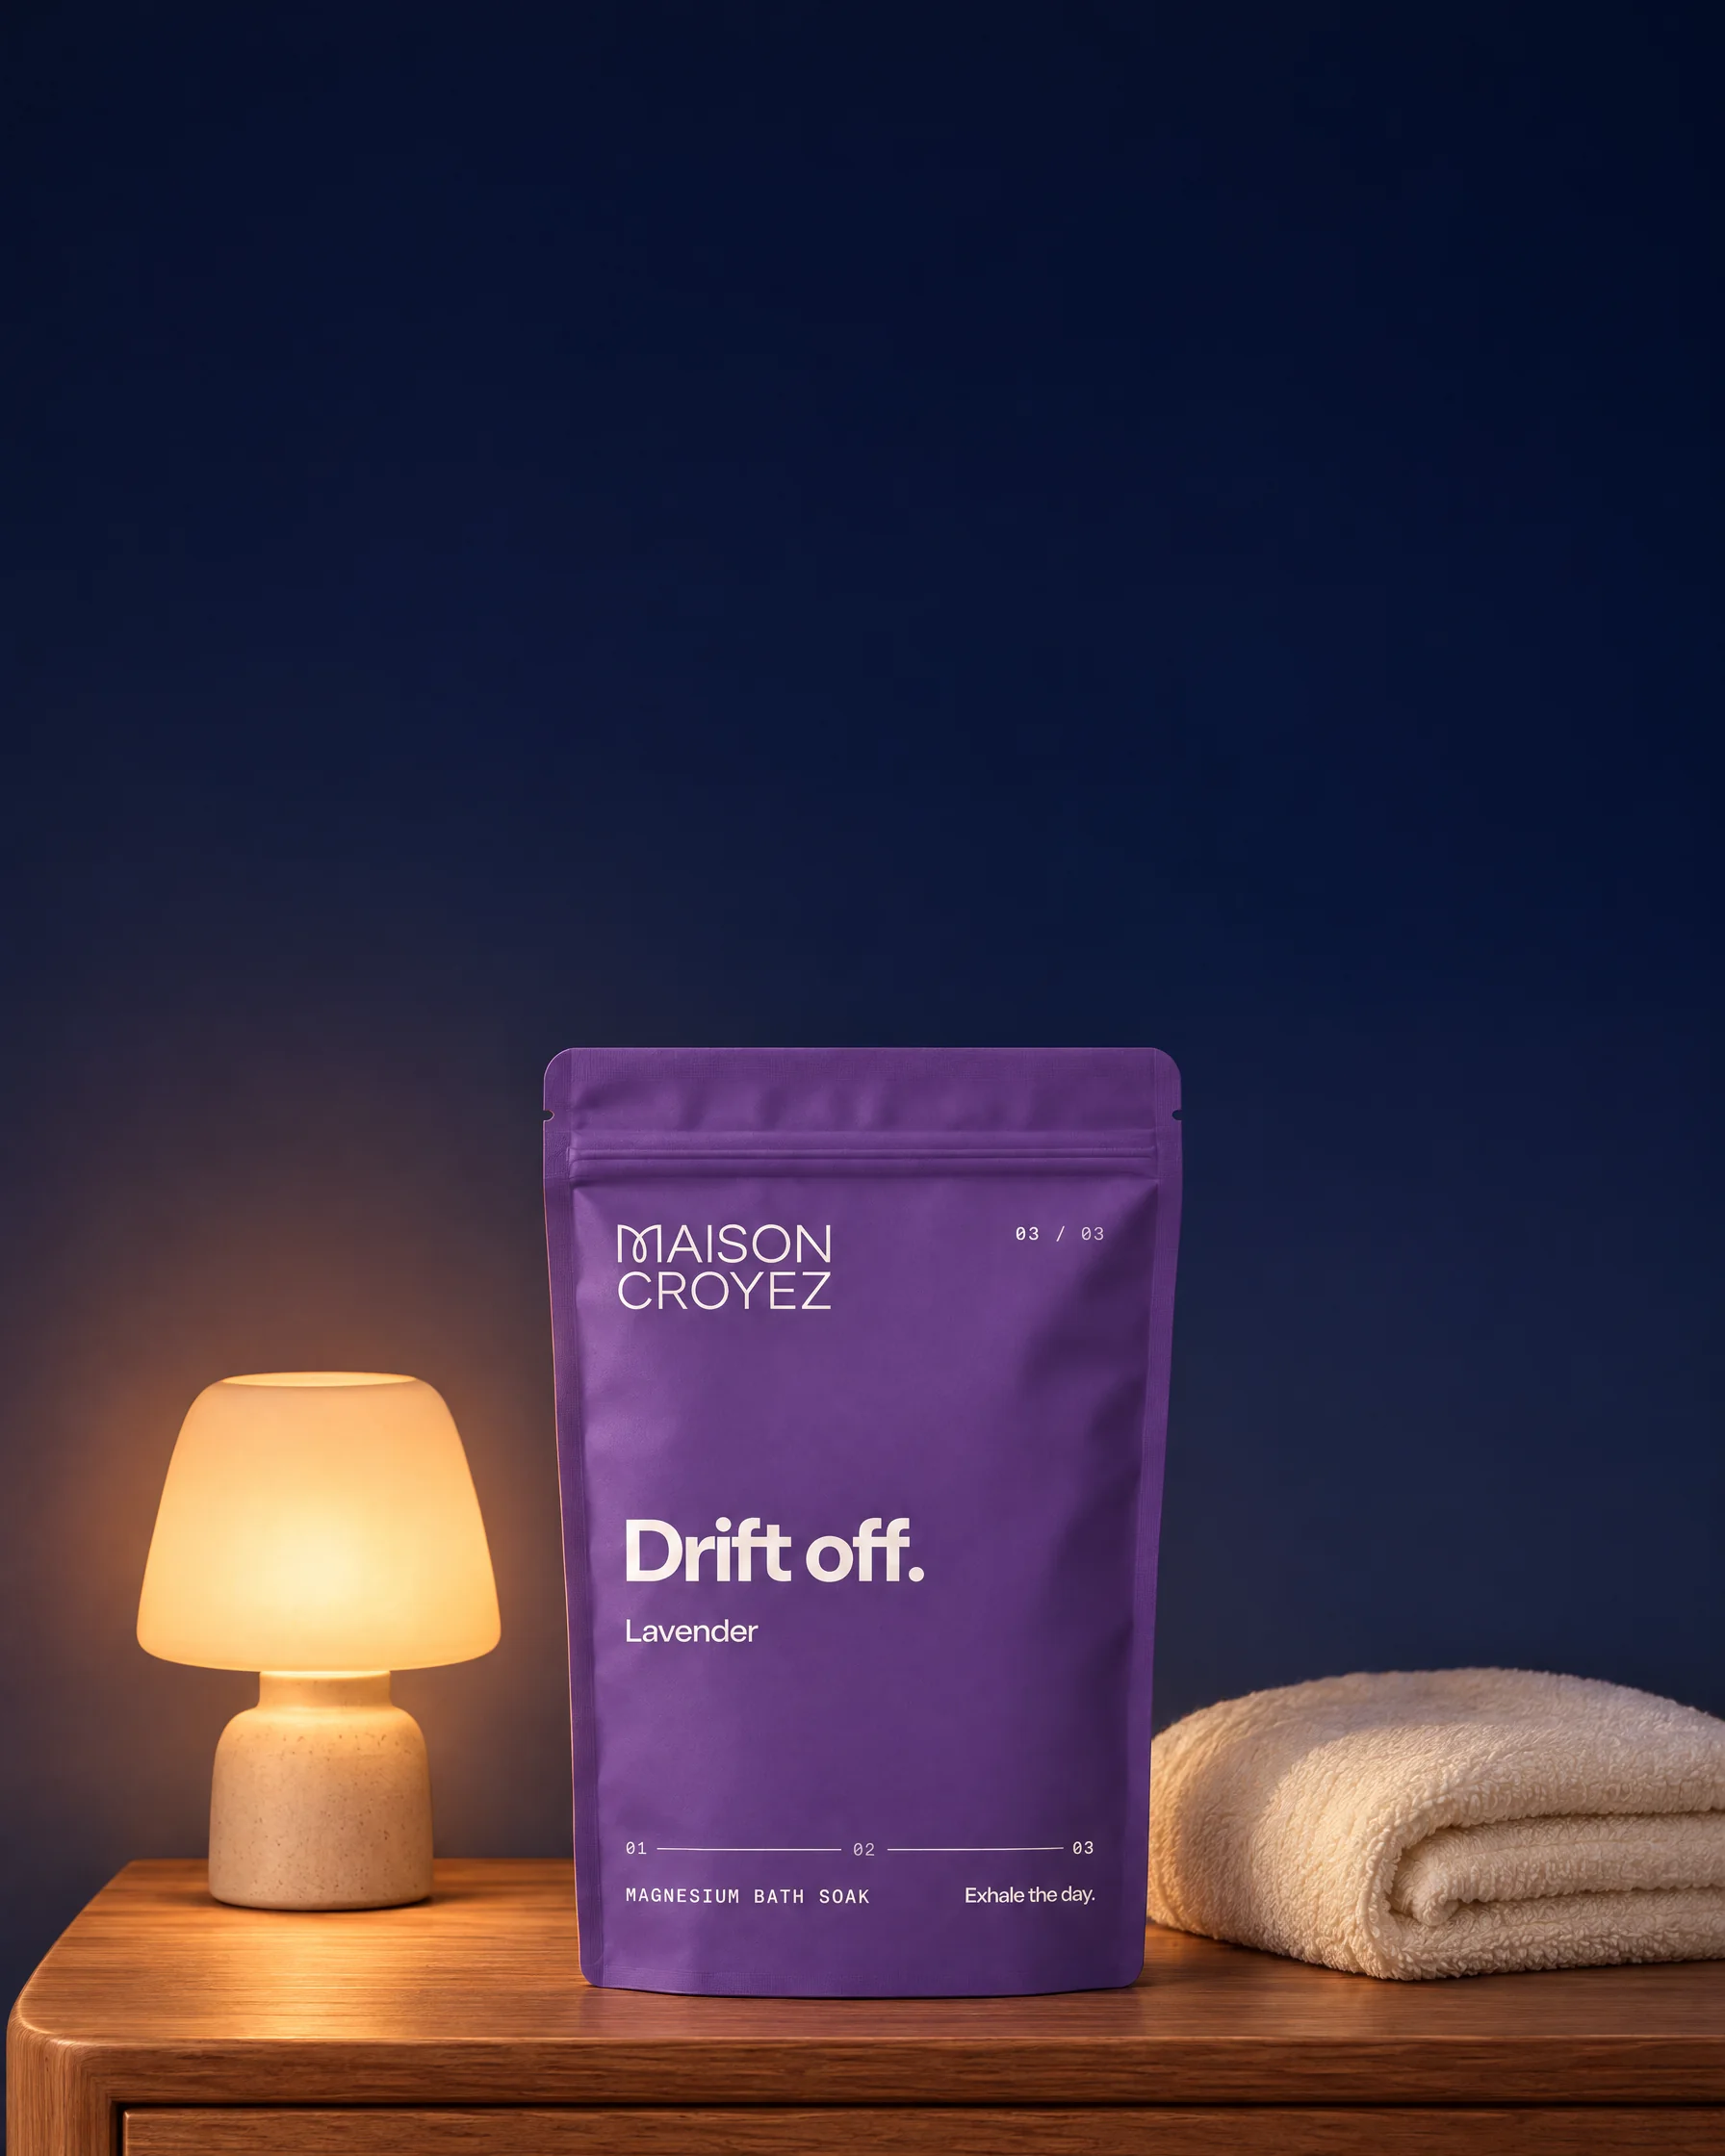 MAISON
CROYEZ
03 / 03
Drift off.
Lavender
01 02 03
MAGNESIUM BATH SOAK
Exhale the day.